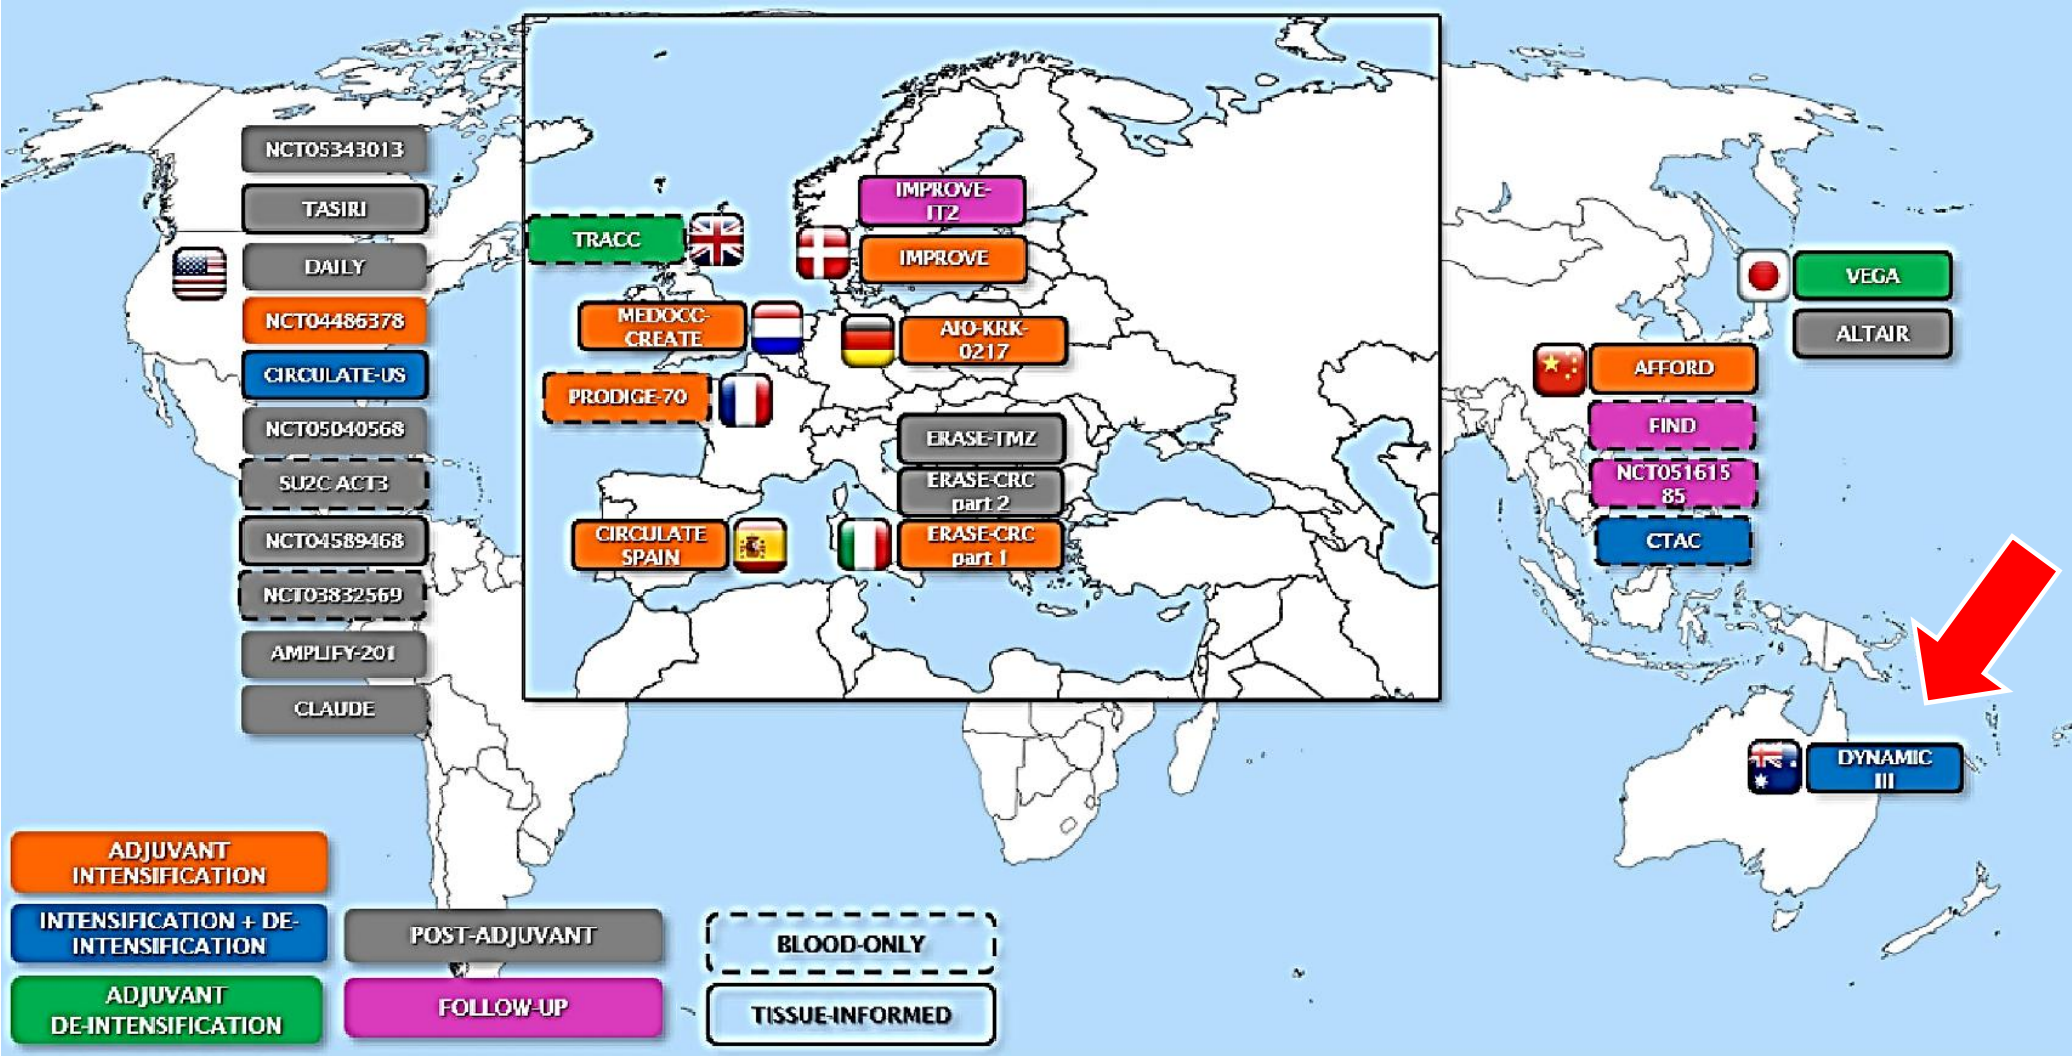 NCT05343013
TASIRI
DAILY
NCT04486378
CIRCULATE-US
NCT05040568
SU2C ACT3
NCT04589468
NCT03832569
AMPLIFY-201
CLAUDE
IMPROVE-
IT2
TRACC
IMPROVE
MEDOCC-
CREATE
AIO-KRK-
0217
PRODIGE-70
ERASE-TMZ
ERASE-CRC
part 2
CIRCULATE
SPAIN
ERASE-CRC
part 1
VEGA
ALTAIR
AFFORD
FIND
NCT051615
85
CTAC
DYNAMIC
III
ADJUVANT
INTENSIFICATION
INTENSIFICATION + DE-
INTENSIFICATION
ADJUVANT
DE-INTENSIFICATION
POST-ADJUVANT
FOLLOW-UP
BLOOD-ONLY
TISSUE-INFORMED